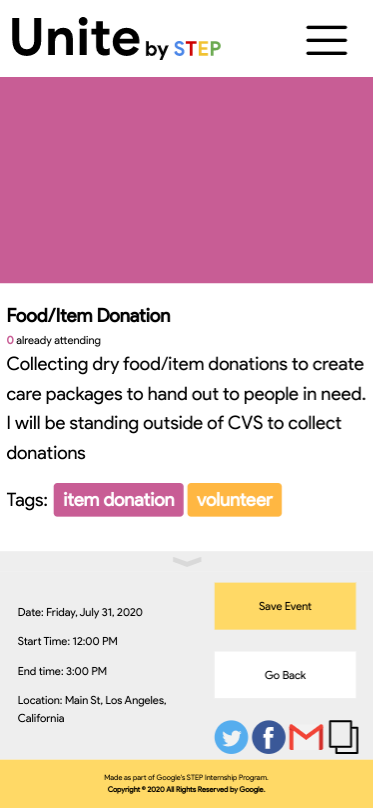 Unite by STEP
Food/Item Donation
0 already attending
Collecting dry food/item donations to create
care packages to hand out to people in need.
I will be standing outside of CVS to collect
donations
Tags: item donation volunteer
Save Event
Date: Friday, July 31, 2020
Start Time: 12:00 PM
End time: 3:00 PM
Go Back
Location: Main St, Los Angeles,
California
Made as part of Google's STEP Internship Program.
Copyright © 2020 All Rights Reserved by Google.